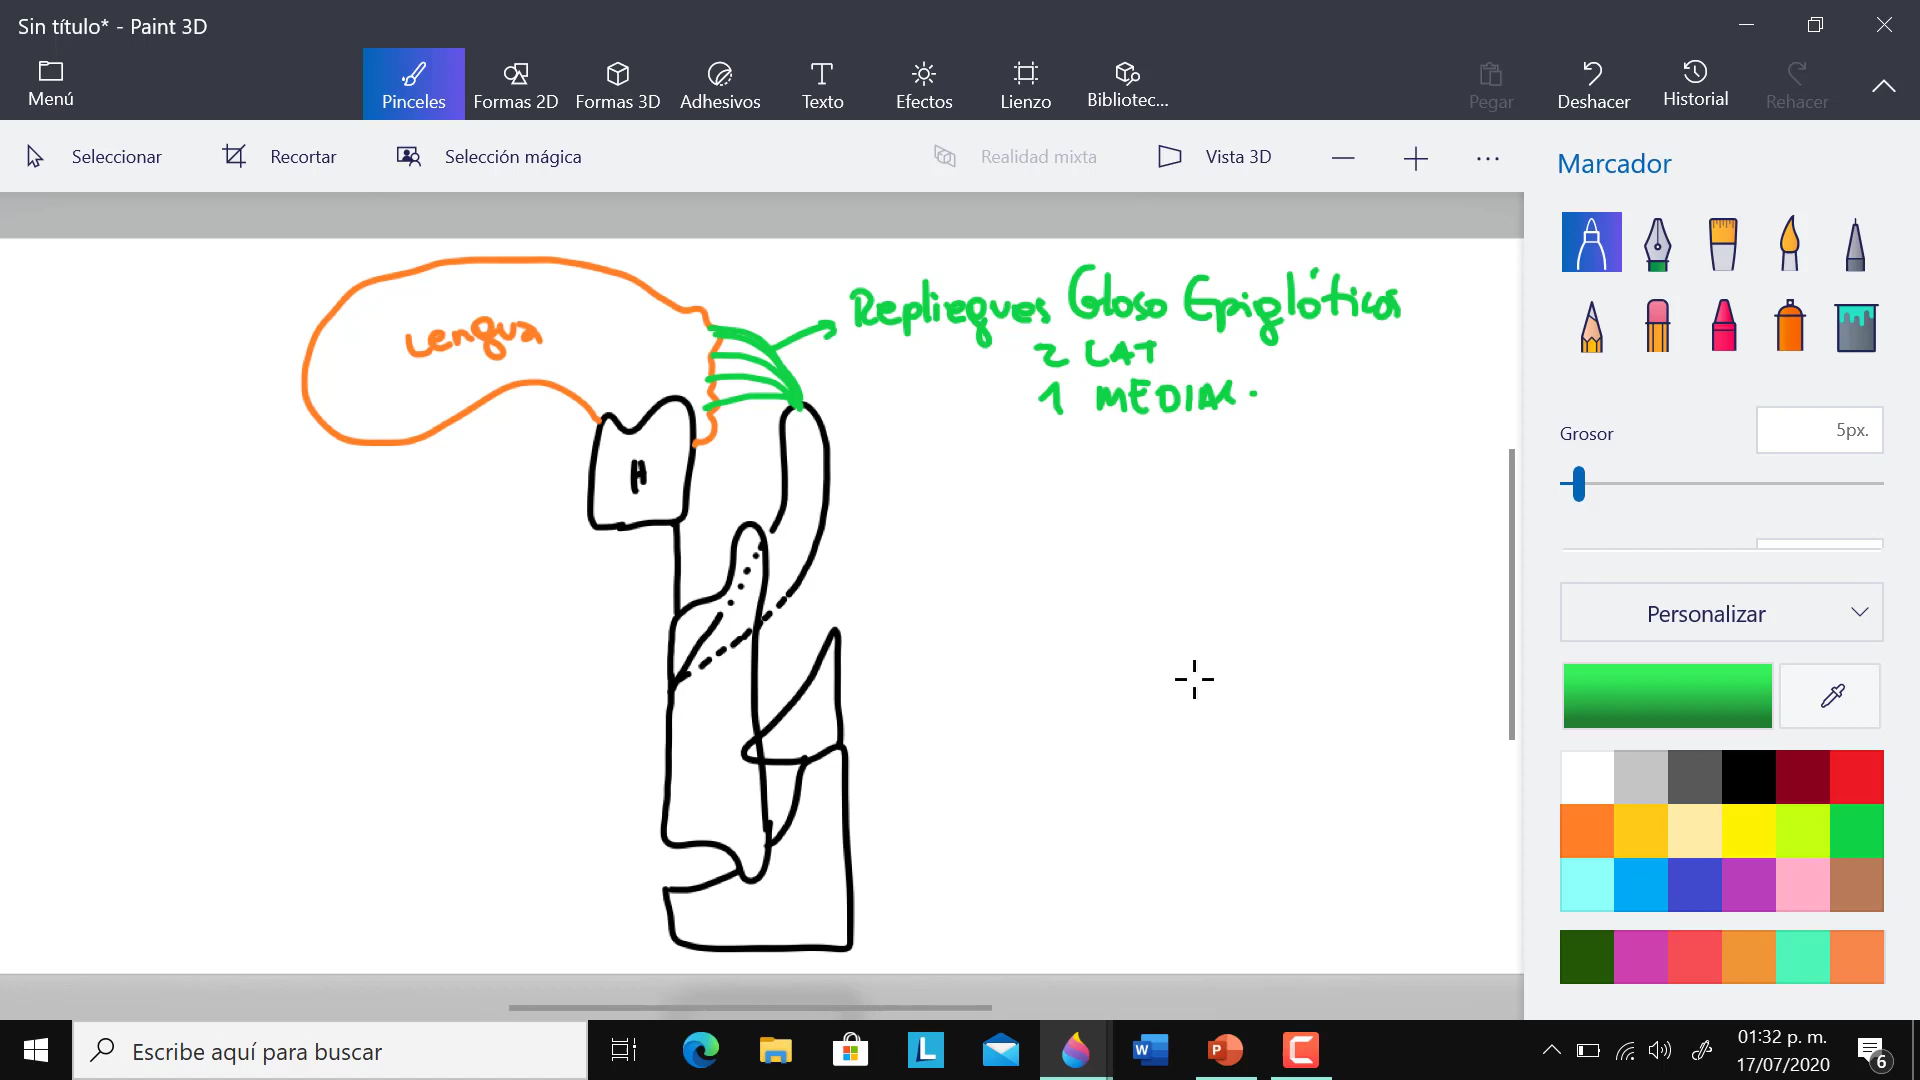 Sin título* - Paint 3D
Menú
Pinceles
Formas 2D
Formas 3D
Adhesivos
Texto
Efectos
Lienzo
Bibliotec...
Pegar
Deshacer
Historial
Rehacer
Seleccionar
Recortar
Selección mágica
Realidad mixta
Vista 3D
Marcador
Lengua
Repliegues Gloso Epiglóticos
2 LAT
1 MEDIAL.
H
Grosor
5px.
Personalizar
Escribe aquí para buscar
L
W
P
C
01:32 p. m.
17/07/2020
6